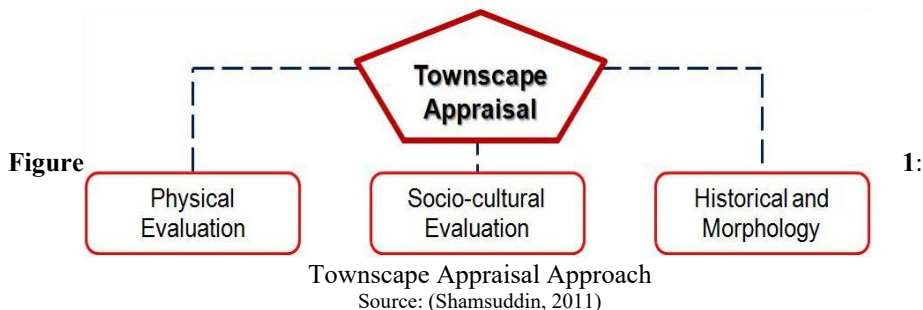 Townscape
Appraisal
Figure 1:
Physical
Evaluation
Socio-cultural
Evaluation
Historical and
Morphology
Townscape Appraisal Approach
Source: (Shamsuddin, 2011)